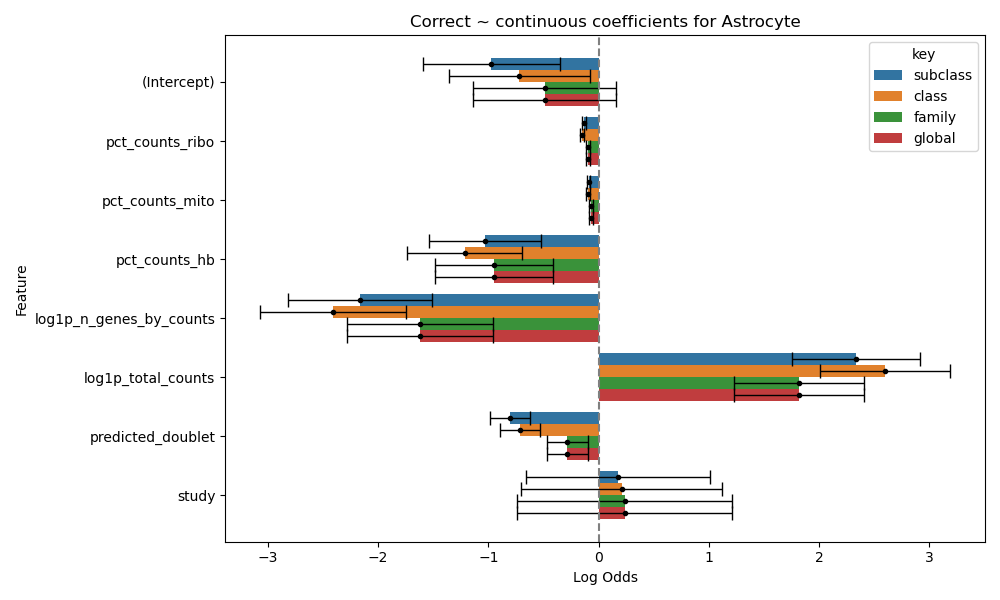 Correct ~ continuous coefficients for Astrocyte
key
subclass
class
family
global
Feature
(Intercept)
pct_counts_ribo
pct_counts_mito
pct_counts_hb
log1p_n_genes_by_counts
log1p_total_counts
predicted_doublet
study
−3 −2 −1 0 1 2 3
Log Odds